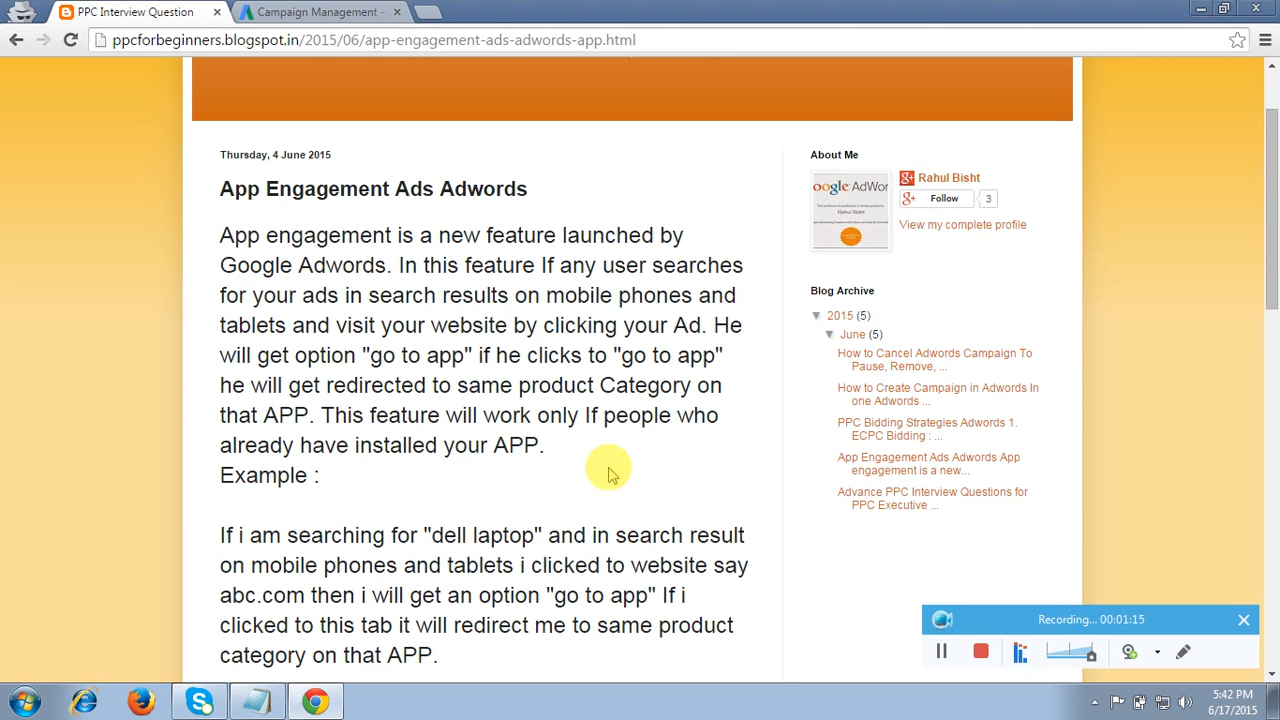 PPC Interview Question
Campaign Management –
ppcforbeginners.blogspot.in/2015/06/app-engagement-ads-adwords-app.html
Thursday, 4 June 2015
App Engagement Ads Adwords
App engagement is a new feature launched by
Google Adwords. In this feature If any user searches
for your ads in search results on mobile phones and
tablets and visit your website by clicking your Ad. He
will get option "go to app" if he clicks to "go to app"
he will get redirected to same product Category on
that APP. This feature will work only If people who
already have installed your APP.
Example :
If i am searching for "dell laptop" and in search result
on mobile phones and tablets i clicked to website say
abc.com then i will get an option "go to app" If i
clicked to this tab it will redirect me to same product
category on that APP.
About Me
oogle AdWor
Rahul Bisht
Rahul Bisht
Follow
3
View my complete profile
Blog Archive
▼ 2015 (5)
▼ June (5)
How to Cancel Adwords Campaign To
Pause, Remove, ...
How to Create Campaign in Adwords In
one Adwords ...
PPC Bidding Strategies Adwords 1.
ECPC Bidding : ...
App Engagement Ads Adwords App
engagement is a new...
Advance PPC Interview Questions for
PPC Executive ...
Recording... 00:01:15
5:42 PM
6/17/2015